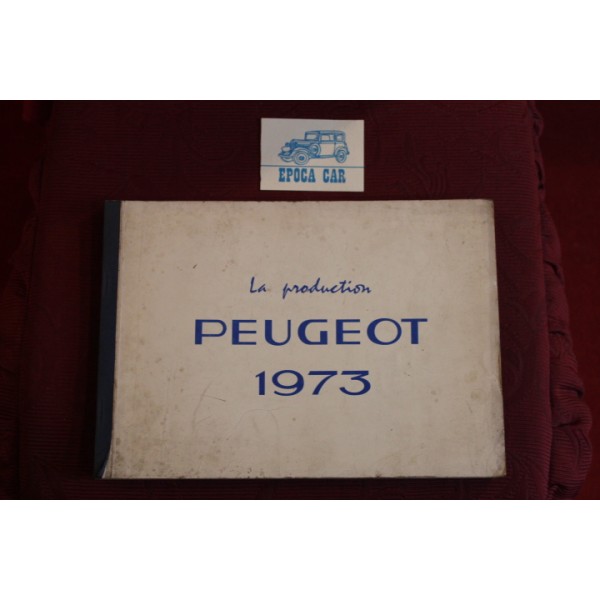 EPOCA CAR
La production
PEUGEOT
1973